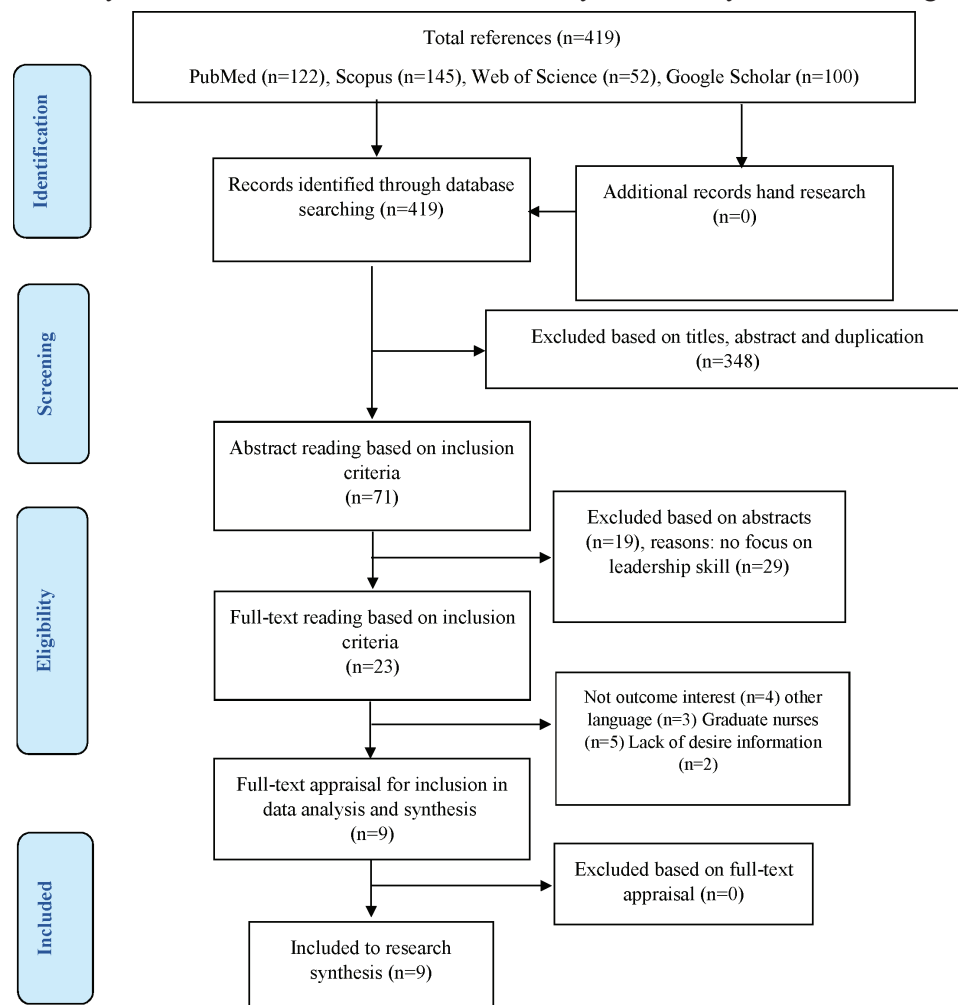 Total references (n=419)
PubMed (n=122), Scopus (n=145), Web of Science (n=52), Google Scholar (n=100)
Identification
Records identified through database
searching (n=419)
Additional records hand research
(n=0)
Screening
Excluded based on titles, abstract and duplication
(n=348)
Abstract reading based on inclusion
criteria
(n=71)
Eligibility
Excluded based on abstracts
(n=19), reasons: no focus on
leadership skill (n=29)
Full-text reading based on inclusion
criteria
(n=23)
Not outcome interest (n=4) other
language (n=3) Graduate nurses
(n=5) Lack of desire information
(n=2)
Full-text appraisal for inclusion in
data analysis and synthesis
(n=9)
Included
Excluded based on full-text
appraisal (n=0)
Included to research
synthesis (n=9)